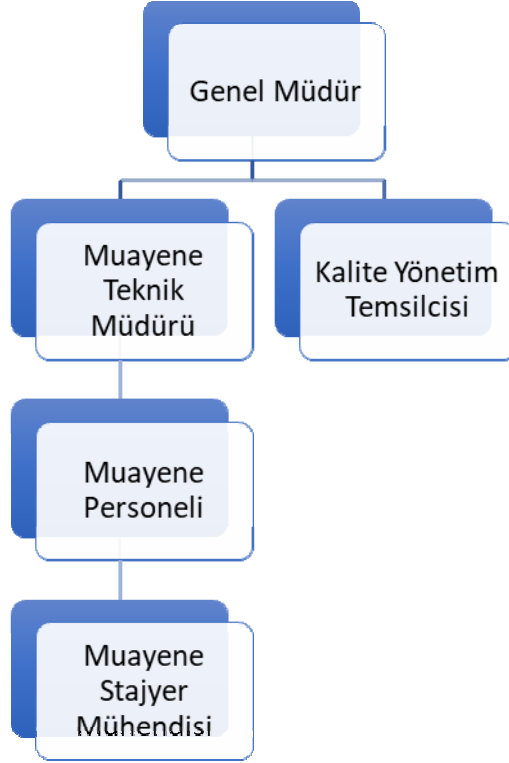 Genel Müdür
Muayene
Teknik
Müdürü
Kalite Yönetim
Temsilcisi
Muayene
Personeli
Muayene
Stajyer
Mühendisi